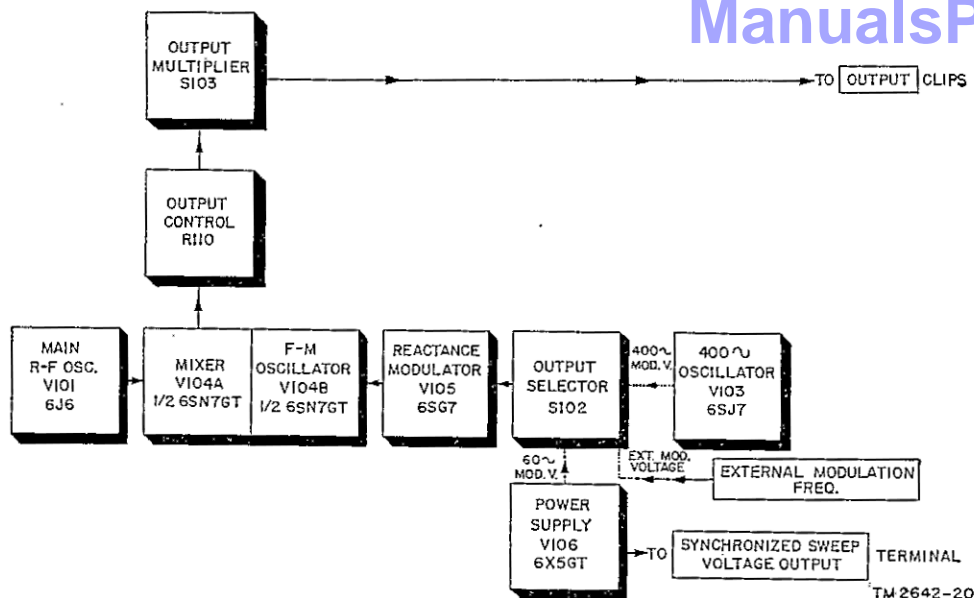 ManualsP
OUTPUT
MULTIPLIER
S103
TO OUTPUT CLIPS
OUTPUT
CONTROL
R110
MAIN
R-F OSC.
V101
6J6
MIXER
V104A
1/2 6SN7GT
F-M
OSCILLATOR
V104B
1/2 6SN7GT
REACTANCE
MODULATOR
V105
6SG7
OUTPUT
SELECTOR
S102
400~
MOD. V.
400~
OSCILLATOR
V103
6SJ7
60~
MOD. V.
EXT. MOD.
VOLTAGE
EXTERNAL MODULATION
FREQ.
POWER
SUPPLY
V106
6X5GT
TO
SYNCHRONIZED SWEEP
VOLTAGE OUTPUT
TERMINAL
TM 2642-20